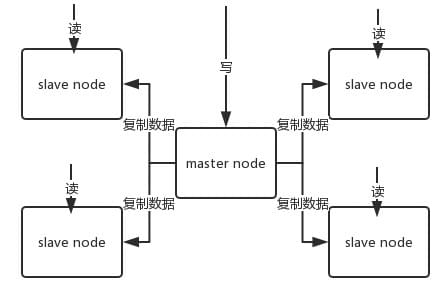 读
读
slave node
写
slave node
复制数据
复制数据
master node
读
读
复制数据
复制数据
slave node
slave node